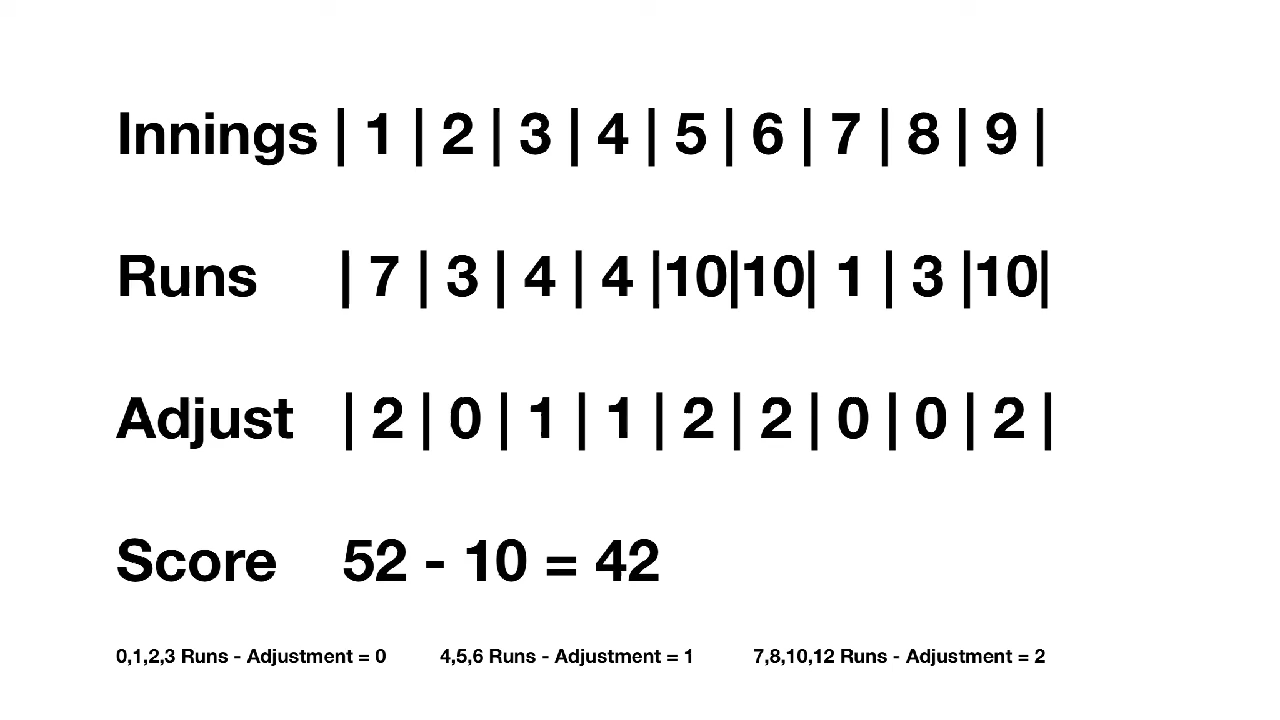 Innings | 1 | 2 | 3 | 4 | 5 | 6 | 7 | 8 | 9 |
Runs | 7 | 3 | 4 | 4 |10|10| 1 | 3 |10|
Adjust | 2 | 0 | 1 | 1 | 2 | 2 | 0 | 0 | 2 |
Score 52 - 10 = 42
0,1,2,3 Runs - Adjustment = 0 4,5,6 Runs - Adjustment = 1 7,8,10,12 Runs - Adjustment = 2